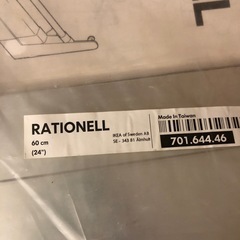 RATIONELL
60 cm
(24")
IKEA of Sweden AB
SE - 343 81 Älmhult
Made in Taiwan
701.644.46